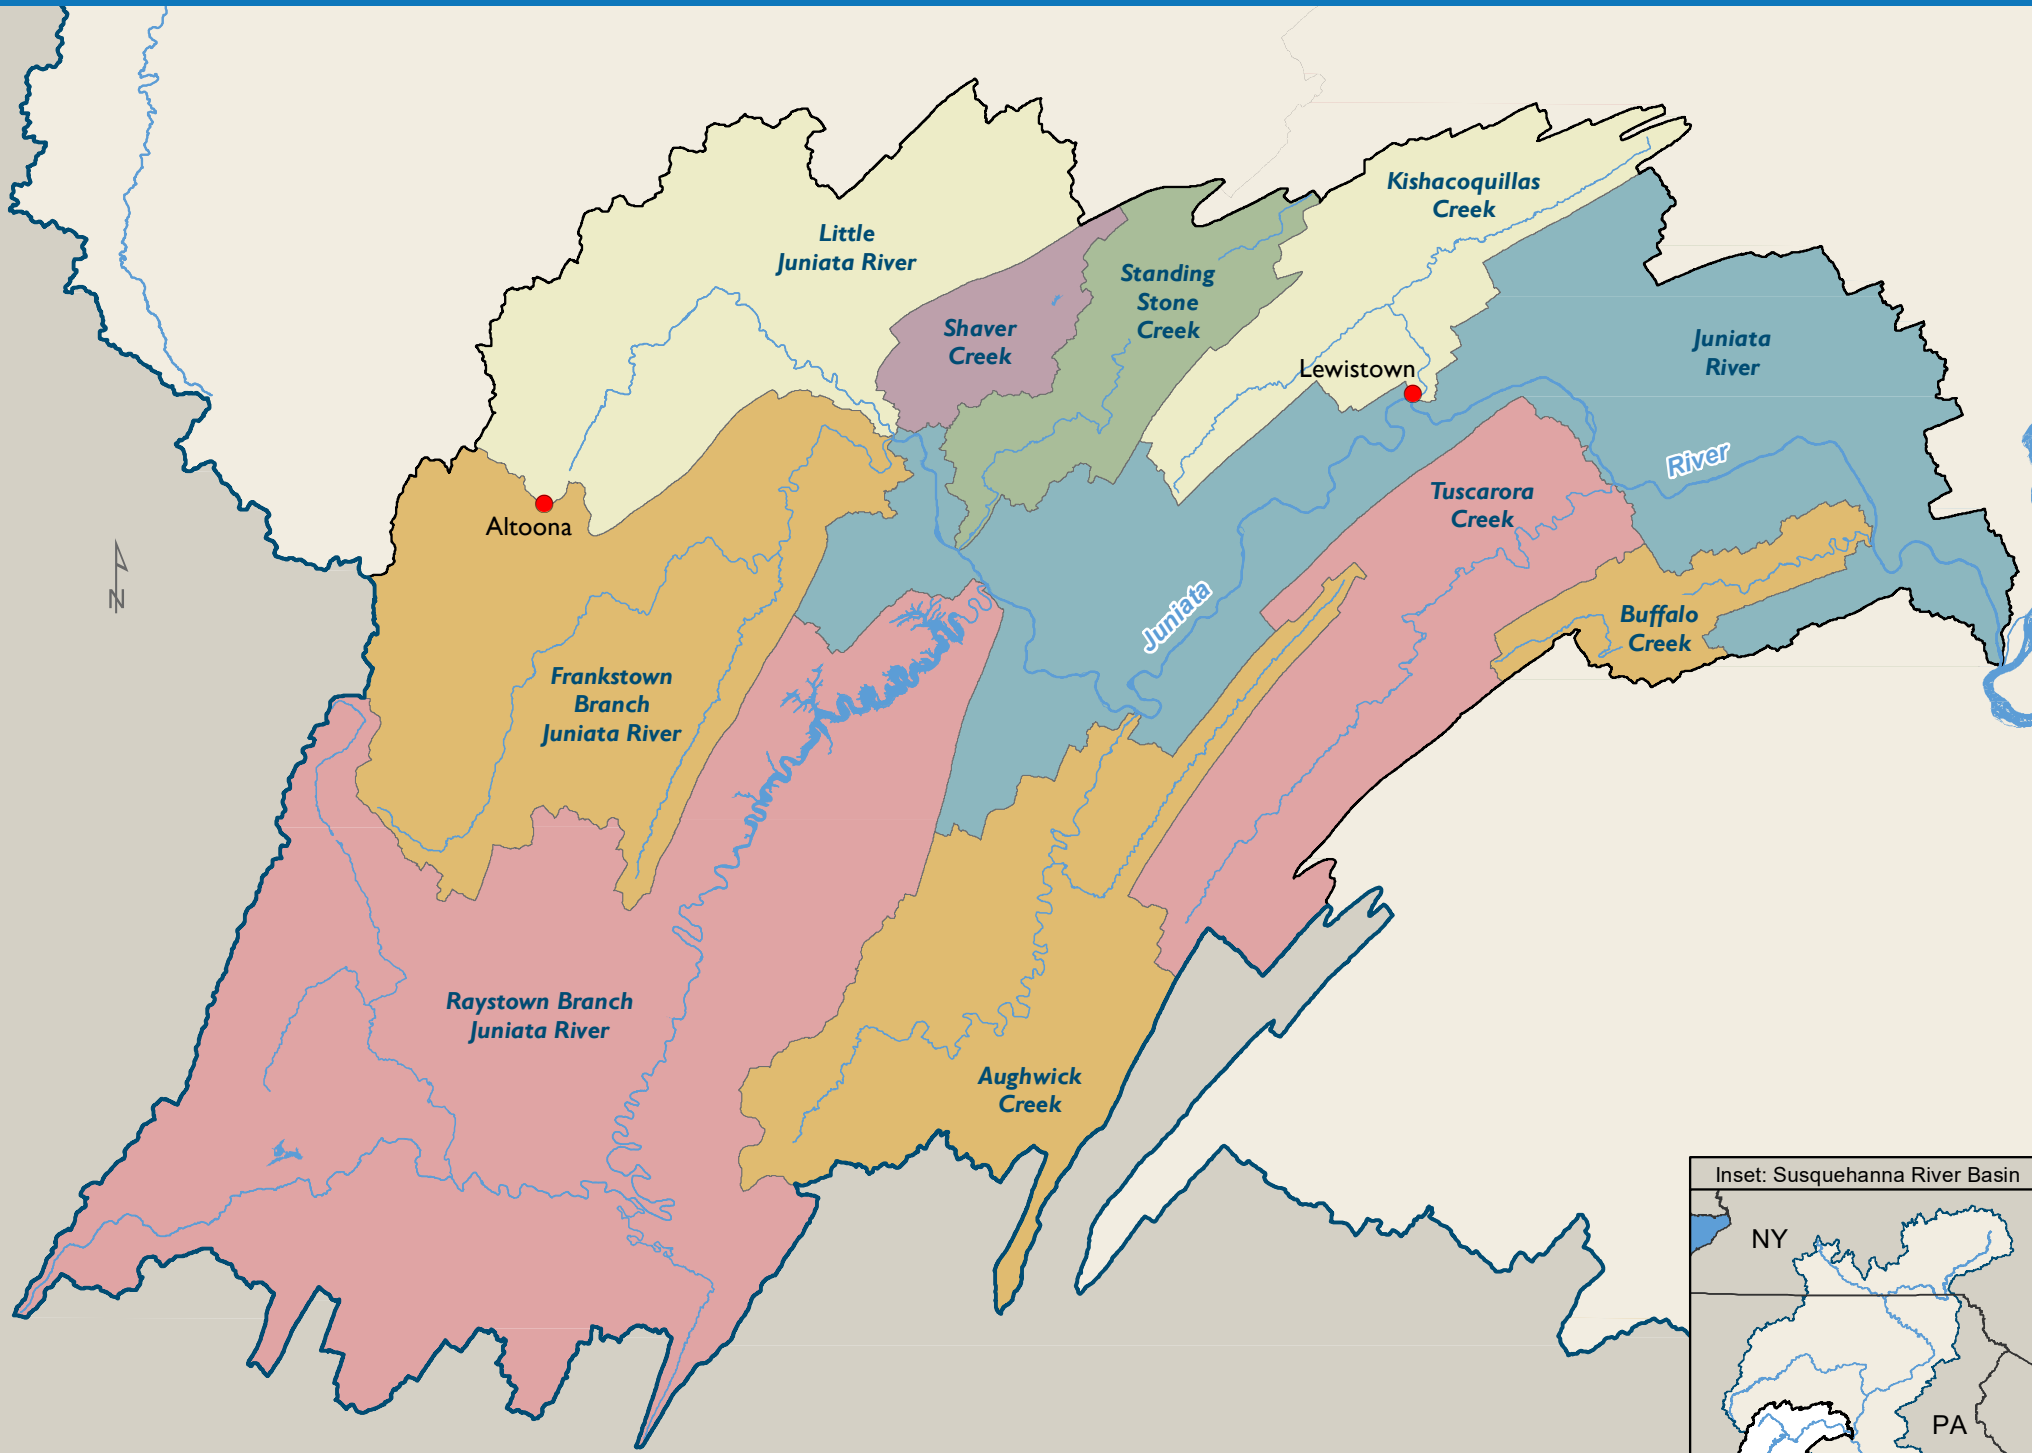 Kishacoquillas
Creek
Little
Juniata River
Standing
Stone
Creek
Shaver
Creek
Juniata
River
Lewistown
River
Tuscarora
Creek
Altoona
Juniata
Buffalo
Creek
N
Frankstown
Branch
Juniata River
Raystown Branch
Juniata River
Aughwick
Creek
Inset: Susquehanna River Basin
NY
PA